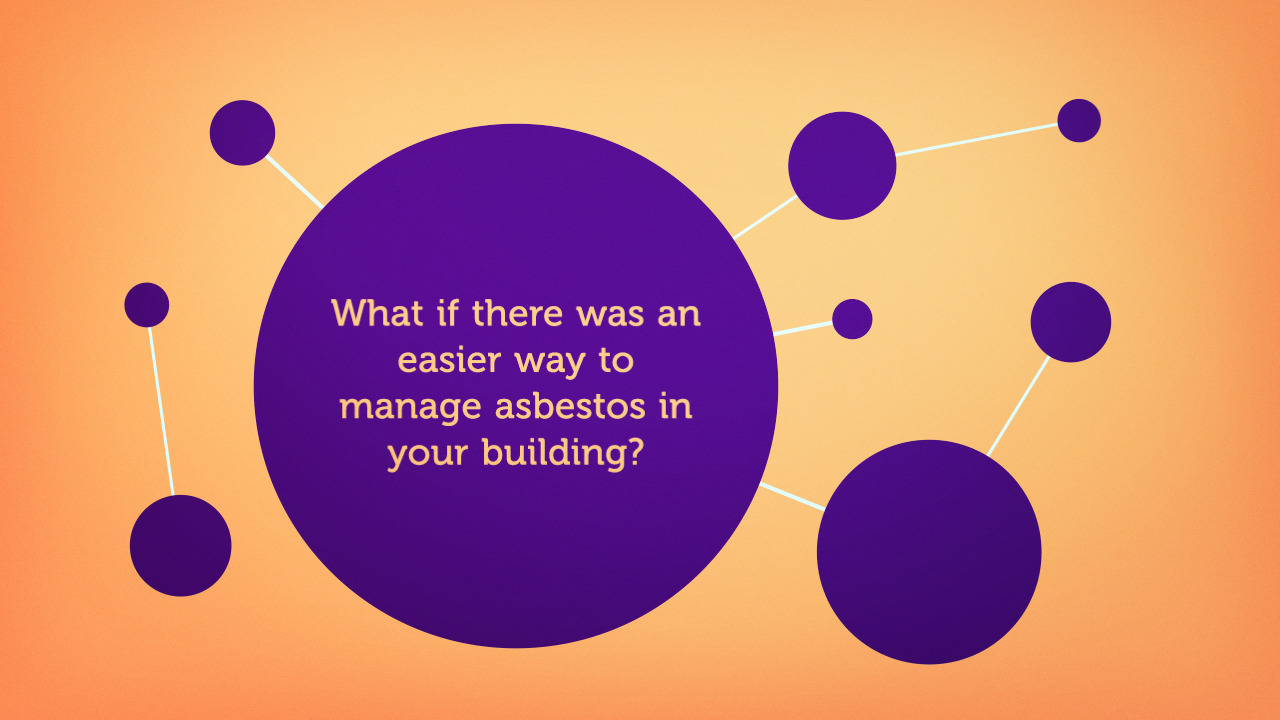 What if there was an
easier way to
manage asbestos in
your building?